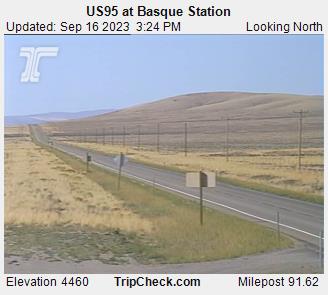 US95 at Basque Station
Updated: Sep 16 2023 3:24 PM Looking North
Elevation 4460 TripCheck.com Milepost 91.62